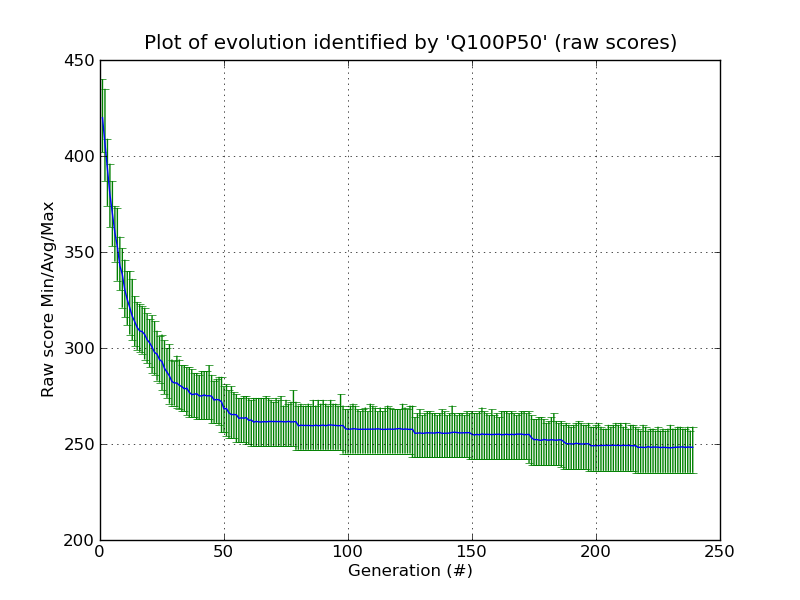 Plot of evolution identified by 'Q100P50' (raw scores)
450
400
350
300
250
200
Raw score Min/Avg/Max
0 50 100 150 200 250
Generation (#)